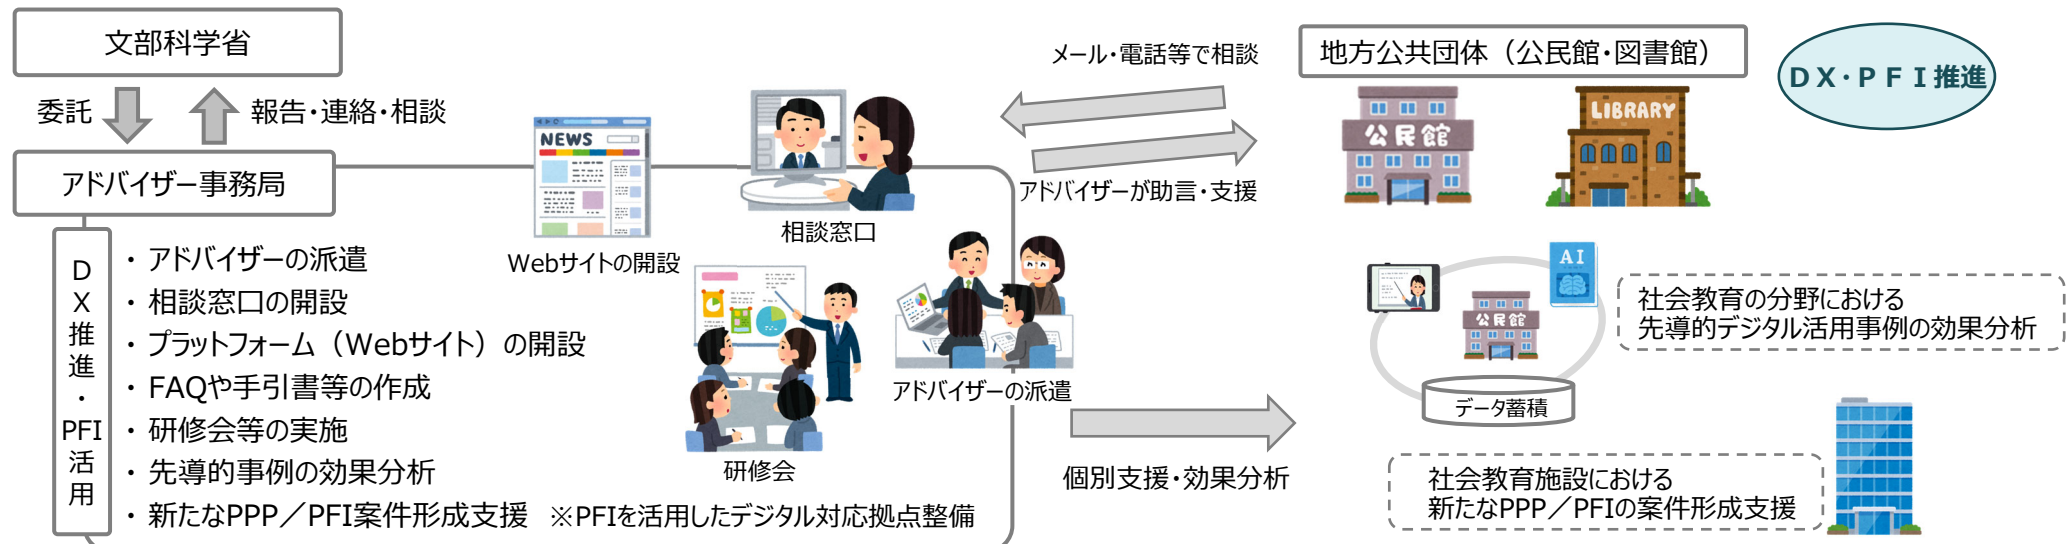 文部科学省
委託
報告・連絡・相談
アドバイザー事務局
DX推進・PFI活用
・アドバイザーの派遣
・相談窓口の開設
・プラットフォーム（Webサイト）の開設
・FAQや手引書等の作成
・研修会等の実施
・先導的事例の効果分析
・新たなPPP／PFI案件形成支援　※PFIを活用したデジタル対応拠点整備
NEWS
Webサイトの開設
相談窓口
研修会
アドバイザーの派遣
メール・電話等で相談
アドバイザーが助言・支援
個別支援・効果分析
地方公共団体（公民館・図書館）
公民館
LIBRARY
ＤＸ・ＰＦＩ推進
AI
公民館
データ蓄積
社会教育の分野における
先導的デジタル活用事例の効果分析
社会教育施設における
新たなPPP／PFIの案件形成支援